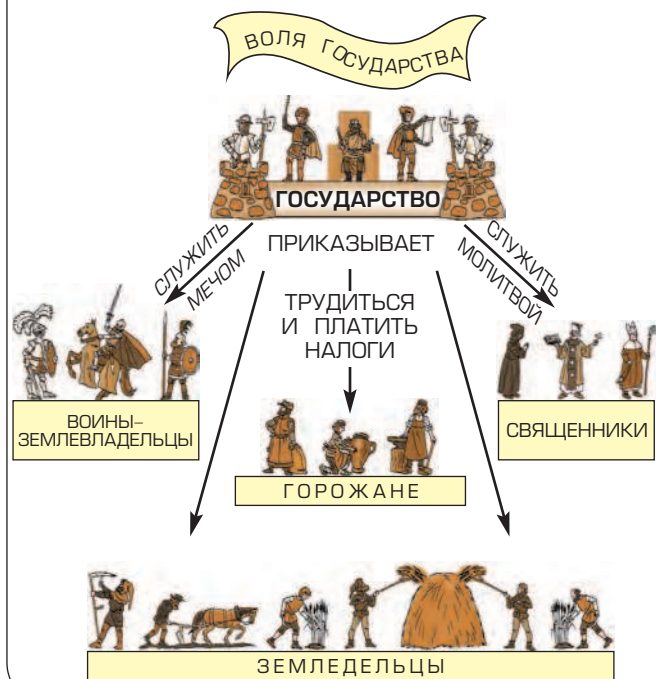 ВОЛЯ ГОСУДАРСТВА
ГОСУДАРСТВО
ПРИКАЗЫВАЕТ
СЛУЖИТЬ
МЕЧОМ
СЛУЖИТЬ
МОЛИТВОЙ
ТРУДИТЬСЯ
И ПЛАТИТЬ
НАЛОГИ
ВОИНЫ–
ЗЕМЛЕВЛАДЕЛЬЦЫ
СВЯЩЕННИКИ
ГОРОЖАНЕ
ЗЕМЛЕДЕЛЬЦЫ